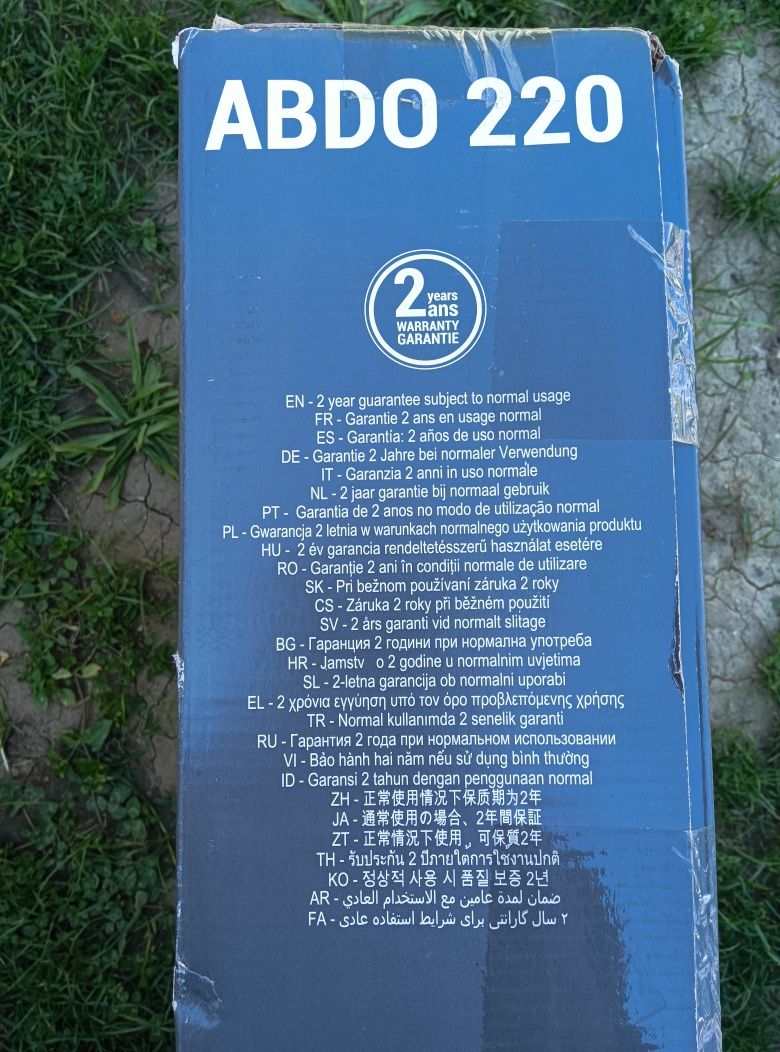 ABDO 220
2 years
ans
WARRANTY
GARANTIE
EN - 2 year guarantee subject to normal usage
FR - Garantie 2 ans en usage normal
ES - Garantía: 2 años de uso normal
DE - Garantie 2 Jahre bei normaler Verwendung
IT - Garanzia 2 anni in uso normale
NL - 2 jaar garantie bij normaal gebruik
PT - Garantia de 2 anos no modo de utilização normal
PL - Gwarancja 2 letnia w warunkach normalnego użytkowania produktu
HU - 2 év garancia rendeltetésszerű használat esetére
RO - Garanție 2 ani în condiții normale de utilizare
SK - Pri bežnom používaní záruka 2 roky
CS - Záruka 2 roky při běžném použití
SV - 2 års garanti vid normalt slitage
BG - Гаранция 2 години при нормална употреба
HR - Jamstv o 2 godine u normalnim uvjetima
SL - 2-letna garancija ob normalni uporabi
EL - 2 χρόνια εγγύηση υπό τον όρο προβλεπόμενης χρήσης
TR - Normal kullanımda 2 senelik garanti
RU - Гарантия 2 года при нормальном использовании
VI - Bảo hành hai năm nếu sử dụng bình thường
ID - Garansi 2 tahun dengan penggunaan normal
ZH - 正常使用情况下保质期为2年
JA - 通常使用の場合、2年間保証
ZT - 正常情況下使用，可保質2年
TH - รับประกัน 2 ปีภายใต้การใช้งานปกติ
KO - 정상적 사용 시 품질 보증 2년
AR - ضمان لمدة عامين مع الاستخدام العادي
FA - ۲ سال گارانتی برای شرایط استفاده عادی